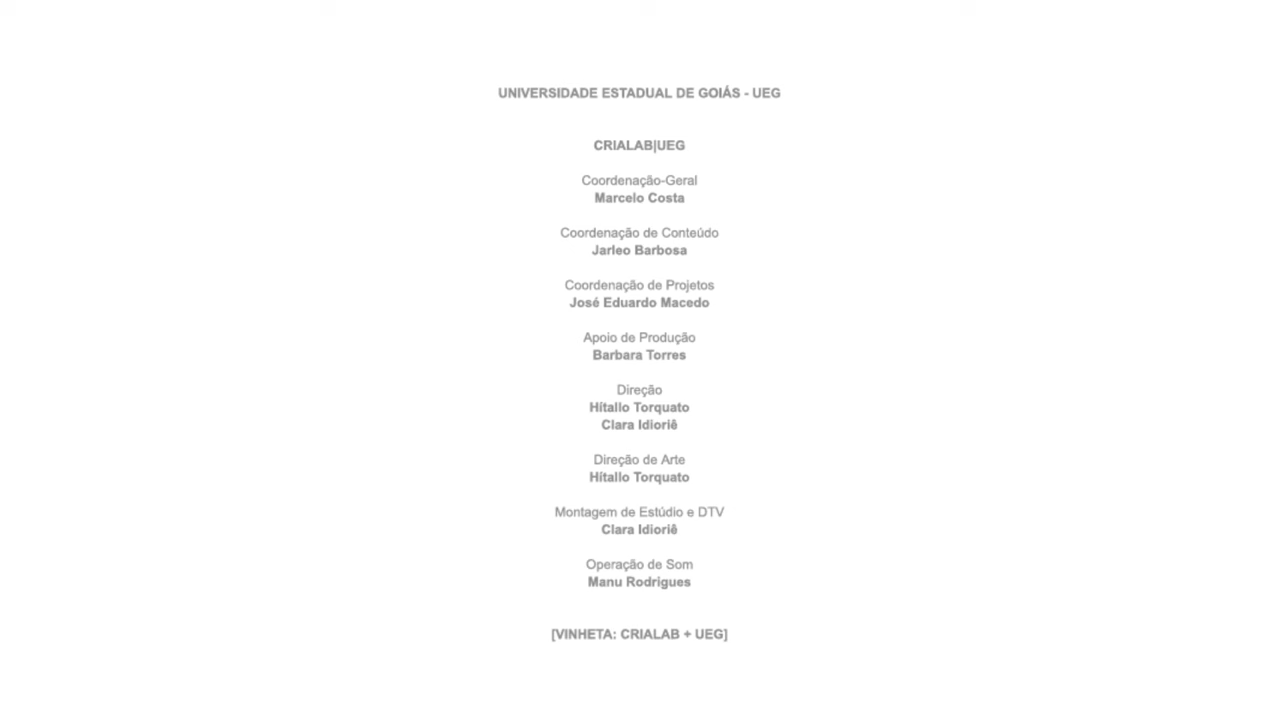 UNIVERSIDADE ESTADUAL DE GOIÁS - UEG
CRIALAB|UEG
Coordenação-Geral
Marcelo Costa
Coordenação de Conteúdo
Jarleo Barbosa
Coordenação de Projetos
José Eduardo Macedo
Apoio de Produção
Barbara Torres
Direção
Hítallo Torquato
Clara Idioriê
Direção de Arte
Hítallo Torquato
Montagem de Estúdio e DTV
Clara Idioriê
Operação de Som
Manu Rodrigues
[VINHETA: CRIALAB + UEG]